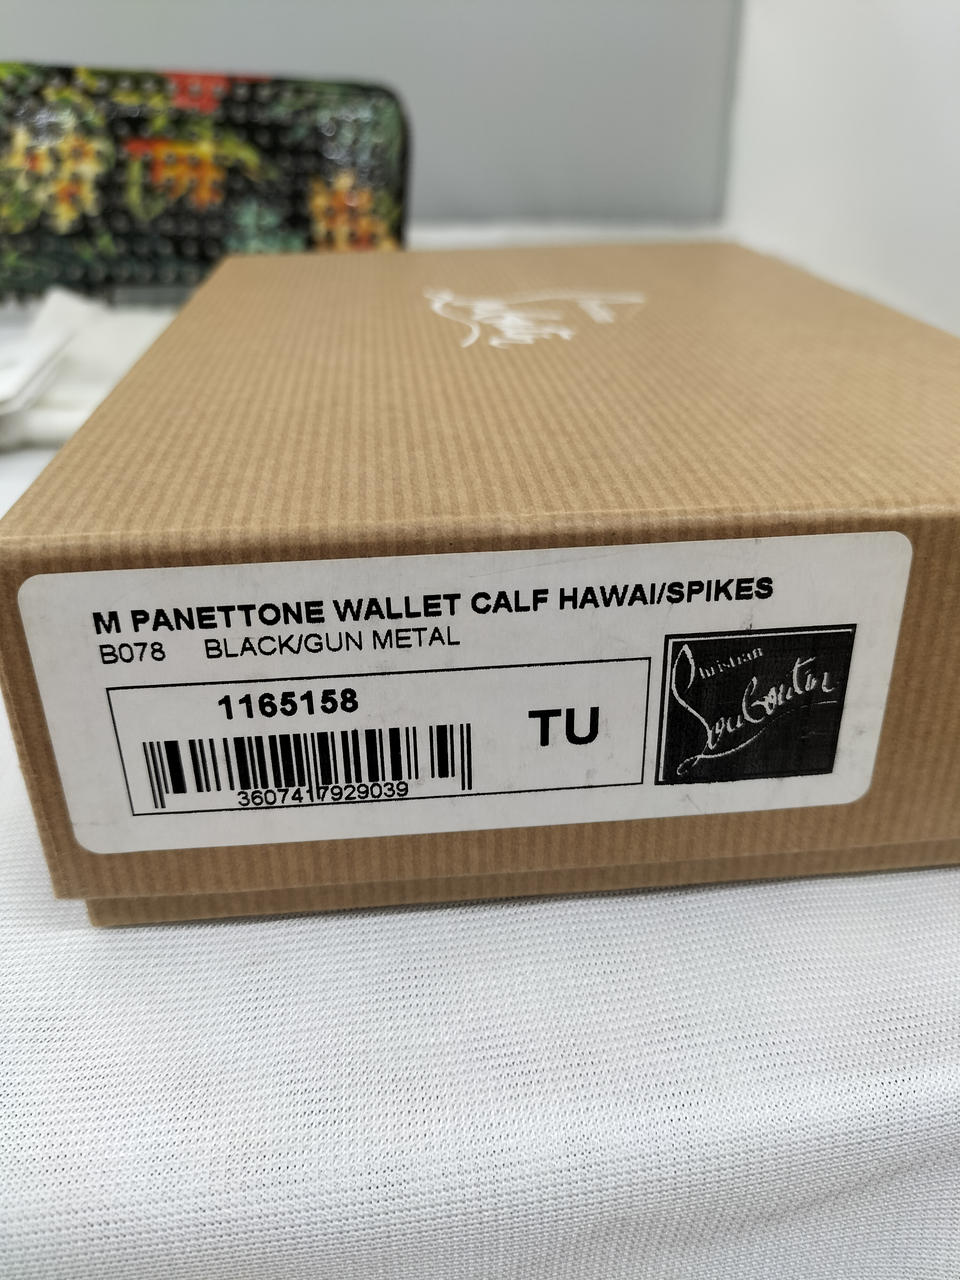 M PANETTONE WALLET CALF HAWAI/SPIKES
B078 BLACK/GUN METAL
1165158
TU
3607417929039
Christian
Louboutin